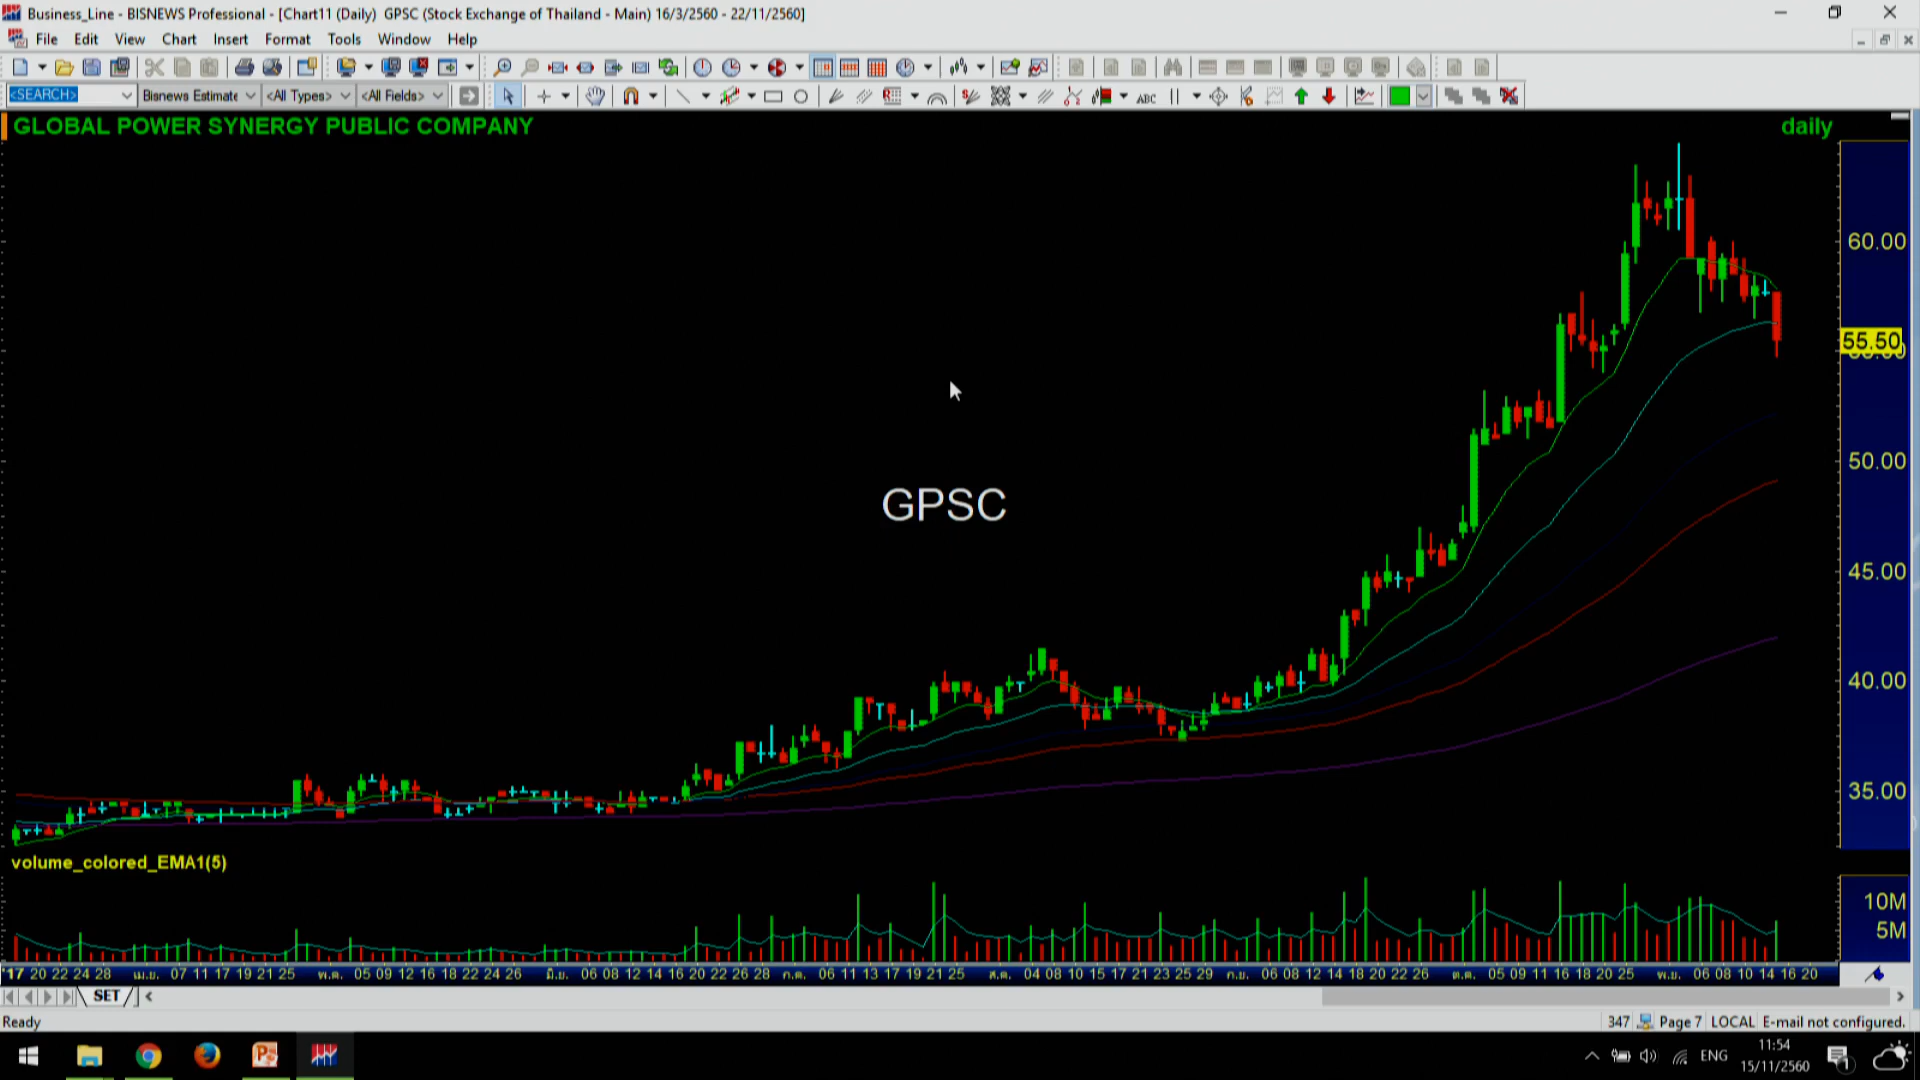 Business_Line - BISNEWS Professional - [Chart11 (Daily)  GPSC (Stock Exchange of Thailand - Main) 16/3/2560 - 22/11/2560]
File Edit View Chart Insert Format Tools Window Help
<SEARCH> Bisnews Estimate <All Types> <All Fields> ABC
GLOBAL POWER SYNERGY PUBLIC COMPANY daily
60.00
55.50
50.00
GPSC
45.00
40.00
35.00
volume_colored_EMA1(5)
10M
5M
'17 20 22 24 28 เม.ย. 07 11 17 19 21 25 พ.ค. 05 09 12 16 18 22 24 26 มิ.ย. 06 08 12 14 16 20 22 26 28 ก.ค. 06 11 13 17 19 21 25 ส.ค. 04 08 10 15 17 21 23 25 29 ก.ย. 06 08 12 14 18 20 22 26 ต.ค. 05 09 11 16 18 20 25 พ.ย. 06 08 10 14 16 20
SET
Ready 347 Page 7 LOCAL E-mail not configured.
ENG 11:54
15/11/2560